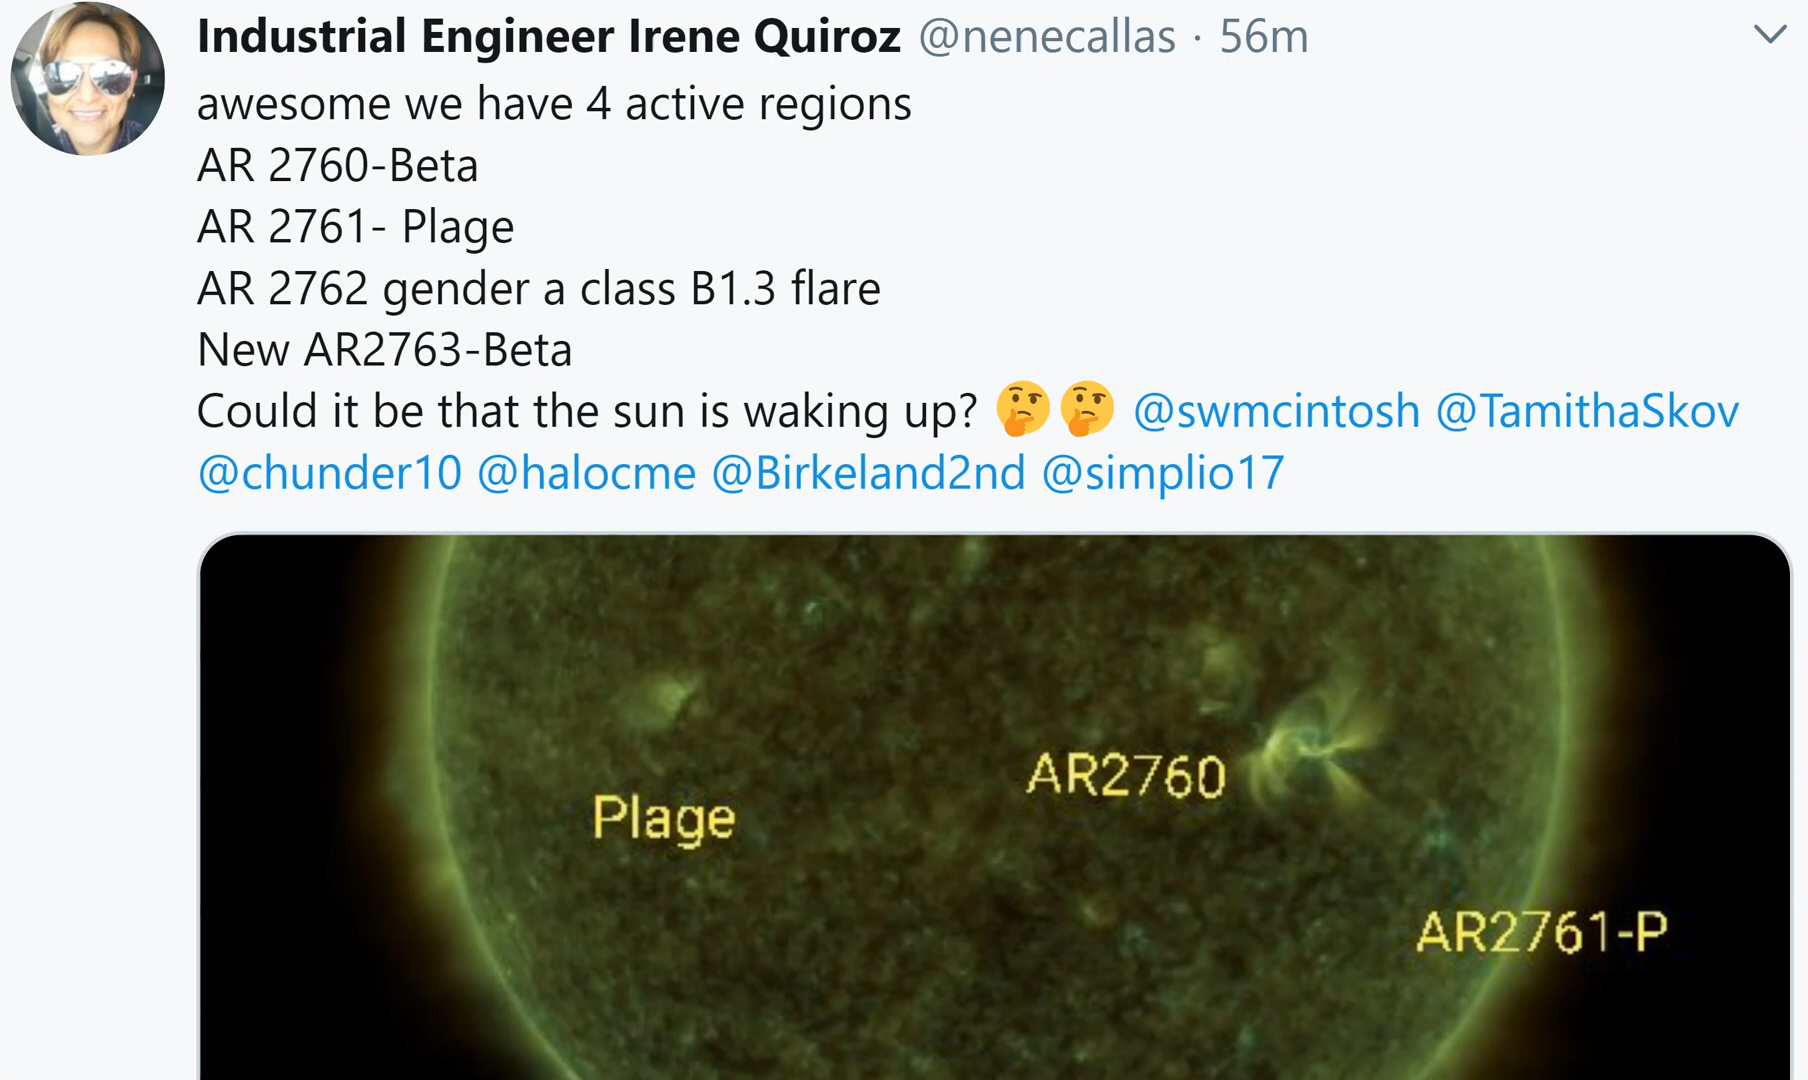 Industrial Engineer Irene Quiroz @nenecallas · 56m
awesome we have 4 active regions
AR 2760-Beta
AR 2761- Plage
AR 2762 gender a class B1.3 flare
New AR2763-Beta
Could it be that the sun is waking up? 🤔🤔 @swmcintosh @TamithaSkov
@chunder10 @halocme @Birkeland2nd @simplio17
AR2760
Plage
AR2761-P